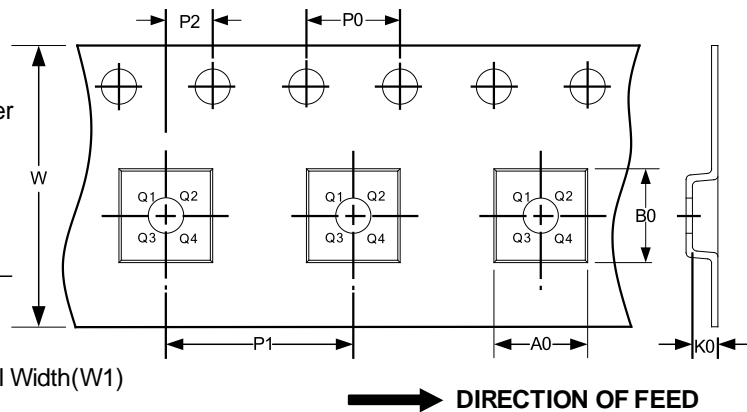 P2 P0
er
W
Q1 Q2 Q1 Q2 Q1 Q2
B0
Q3 Q4 Q3 Q4 Q3 Q4
P1 A0 K0
l Width(W1)
DIRECTION OF FEED